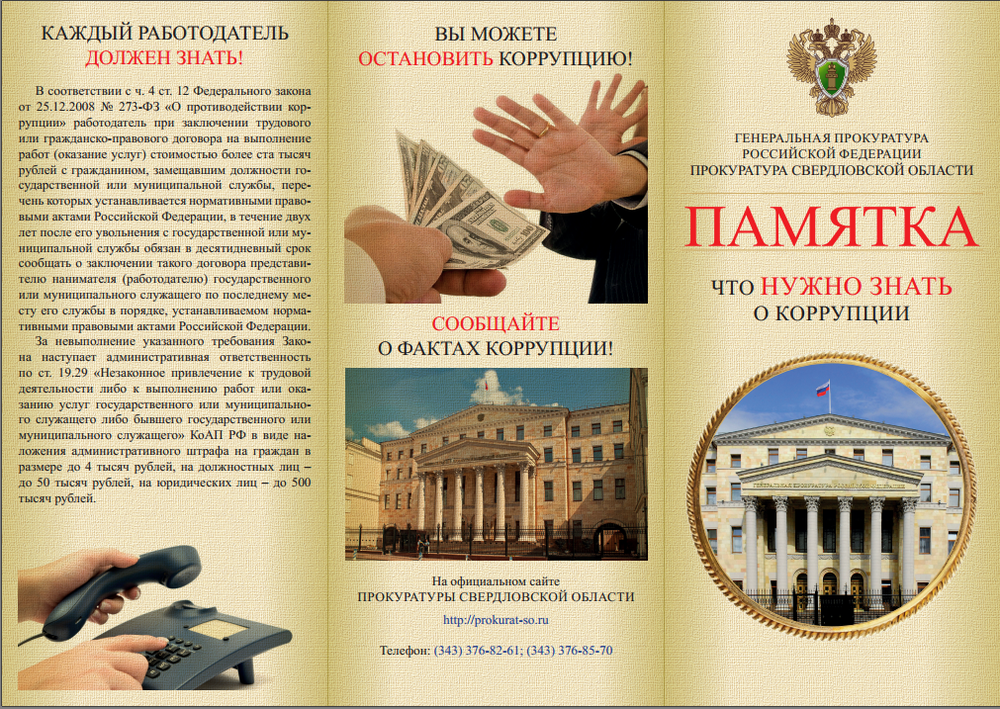 КАЖДЫЙ РАБОТОДАТЕЛЬ
ДОЛЖЕН ЗНАТЬ!
В соответствии с ч. 4 ст. 12 Федерального закона
от 25.12.2008 № 273-ФЗ «О противодействии кор-
рупции» работодатель при заключении трудового
или гражданско-правового договора на выполнение
работ (оказание услуг) стоимостью более ста тысяч
рублей с гражданином, замещавшим должности го-
сударственной или муниципальной службы, пере-
чень которых устанавливается нормативными право-
выми актами Российской Федерации, в течение двух
лет после его увольнения с государственной или му-
ниципальной службы обязан в десятидневный срок
сообщать о заключении такого договора представи-
телю нанимателя (работодателю) государственного
или муниципального служащего по последнему ме-
сту его службы в порядке, устанавливаемом норма-
тивными правовыми актами Российской Федерации.
За невыполнение указанного требования Зако-
на наступает административная ответственность
по ст. 19.29 «Незаконное привлечение к трудовой
деятельности либо к выполнению работ или ока-
занию услуг государственного или муниципально-
го служащего либо бывшего государственного или
муниципального служащего» КоАП РФ в виде на-
ложения административного штрафа на граждан в
размере до 4 тысяч рублей, на должностных лиц –
до 50 тысяч рублей, на юридических лиц – до 500
тысяч рублей.
ВЫ МОЖЕТЕ
ОСТАНОВИТЬ КОРРУПЦИЮ!
СООБЩАЙТЕ
О ФАКТАХ КОРРУПЦИИ!
На официальном сайте
ПРОКУРАТУРЫ СВЕРДЛОВСКОЙ ОБЛАСТИ
http://prokurat-so.ru
Телефон: (343) 376-82-61; (343) 376-85-70
ГЕНЕРАЛЬНАЯ ПРОКУРАТУРА
РОССИЙСКОЙ ФЕДЕРАЦИИ
ПРОКУРАТУРА СВЕРДЛОВСКОЙ ОБЛАСТИ
ПАМЯТКА
ЧТО НУЖНО ЗНАТЬ
О КОРРУПЦИИ
ГЕНЕРАЛЬНАЯ ПРОКУРАТУРА РОССИЙСКОЙ ФЕДЕРАЦИИ